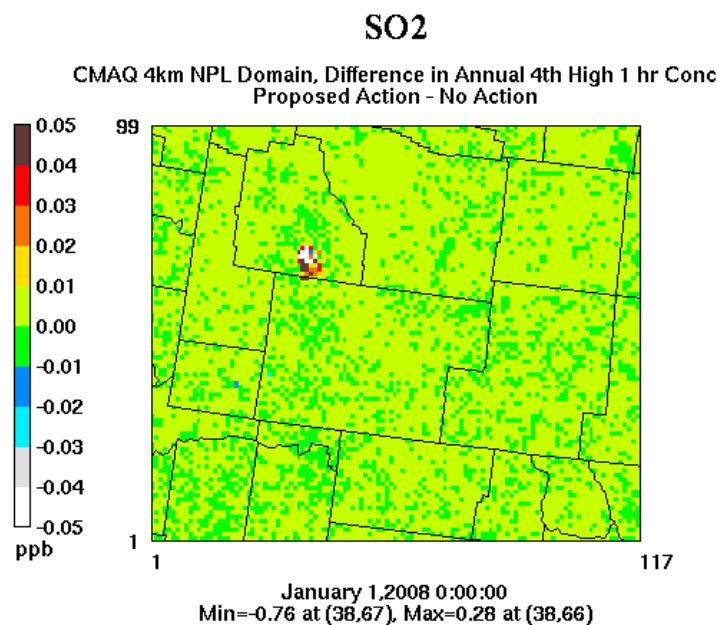 SO2
CMAQ 4km NPL Domain, Difference in Annual 4th High 1 hr Conc
Proposed Action - No Action
0.05
0.04
0.03
0.02
0.01
0.00
-0.01
-0.02
-0.03
-0.04
-0.05
ppb
99
1
1
117
January 1,2008 0:00:00
Min=-0.76 at (38,67), Max=0.28 at (38,66)